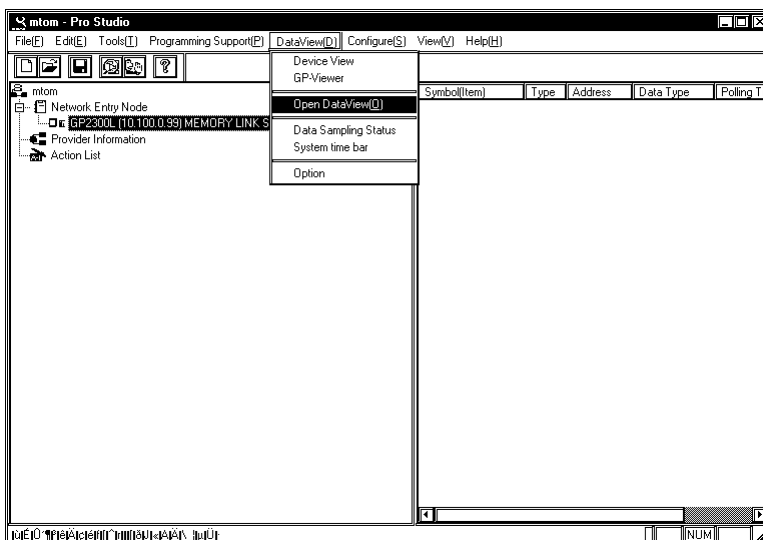 mtom - Pro Studio
File(F) Edit(E) Tools(T) Programming Support(P) DataView(D) Configure(S) View(V) Help(H)
Device View
GP-Viewer
Open DataView(O)
Data Sampling Status
System time bar
Option
mtom
Network Entry Node
GP2300L (10.100.0.99) MEMORY LINK S
Provider Information
Action List
Symbol(Item) Type Address Data Type Polling T
NUM